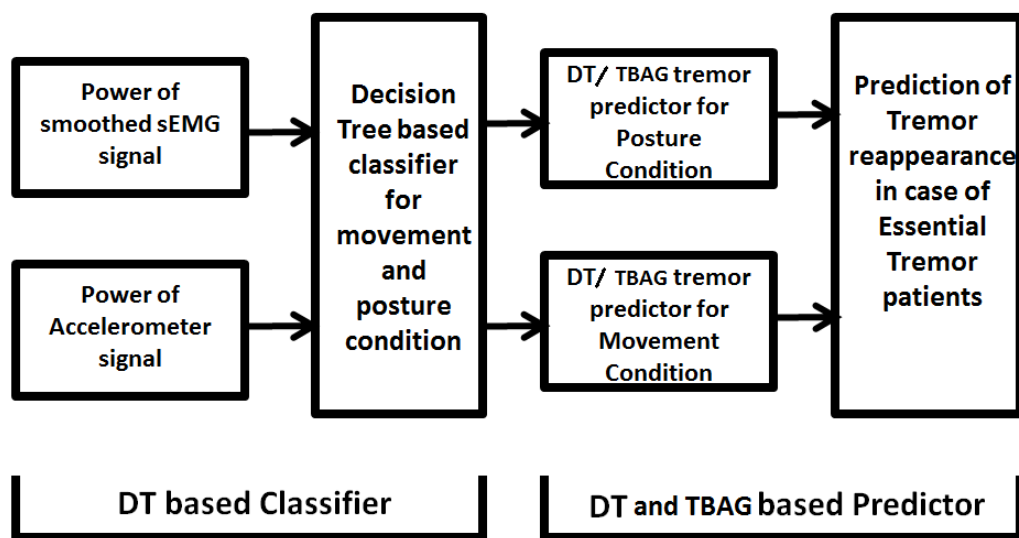 Power of
smoothed sEMG
signal
Power of
Accelerometer
signal
Decision
Tree based
classifier
for
movement
and
posture
condition
DT/ TBAG tremor
predictor for
Posture
Condition
DT/ TBAG tremor
predictor for
Movement
Condition
Prediction of
Tremor
reappearance
in case of
Essential
Tremor
patients
DT based Classifier
DT and TBAG based Predictor